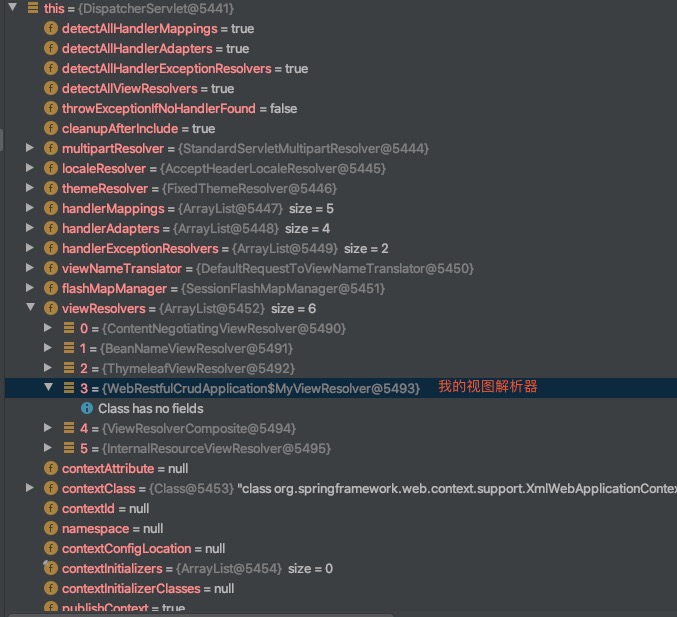 this = {DispatcherServlet@5441}
detectAllHandlerMappings = true
detectAllHandlerAdapters = true
detectAllHandlerExceptionResolvers = true
detectAllViewResolvers = true
throwExceptionIfNoHandlerFound = false
cleanupAfterInclude = true
multipartResolver = {StandardServletMultipartResolver@5444}
localeResolver = {AcceptHeaderLocaleResolver@5445}
themeResolver = {FixedThemeResolver@5446}
handlerMappings = {ArrayList@5447} size = 5
handlerAdapters = {ArrayList@5448} size = 4
handlerExceptionResolvers = {ArrayList@5449} size = 2
viewNameTranslator = {DefaultRequestToViewNameTranslator@5450}
flashMapManager = {SessionFlashMapManager@5451}
viewResolvers = {ArrayList@5452} size = 6
0 = {ContentNegotiatingViewResolver@5490}
1 = {BeanNameViewResolver@5491}
2 = {ThymeleafViewResolver@5492}
3 = {WebRestfulCrudApplication$MyViewResolver@5493} 我的视图解析器
Class has no fields
4 = {ViewResolverComposite@5494}
5 = {InternalResourceViewResolver@5495}
contextAttribute = null
contextClass = {Class@5453} "class org.springframework.web.context.support.XmlWebApplicationContex
contextId = null
namespace = null
contextConfigLocation = null
contextInitializers = {ArrayList@5454} size = 0
contextInitializerClasses = null
publishContext = true